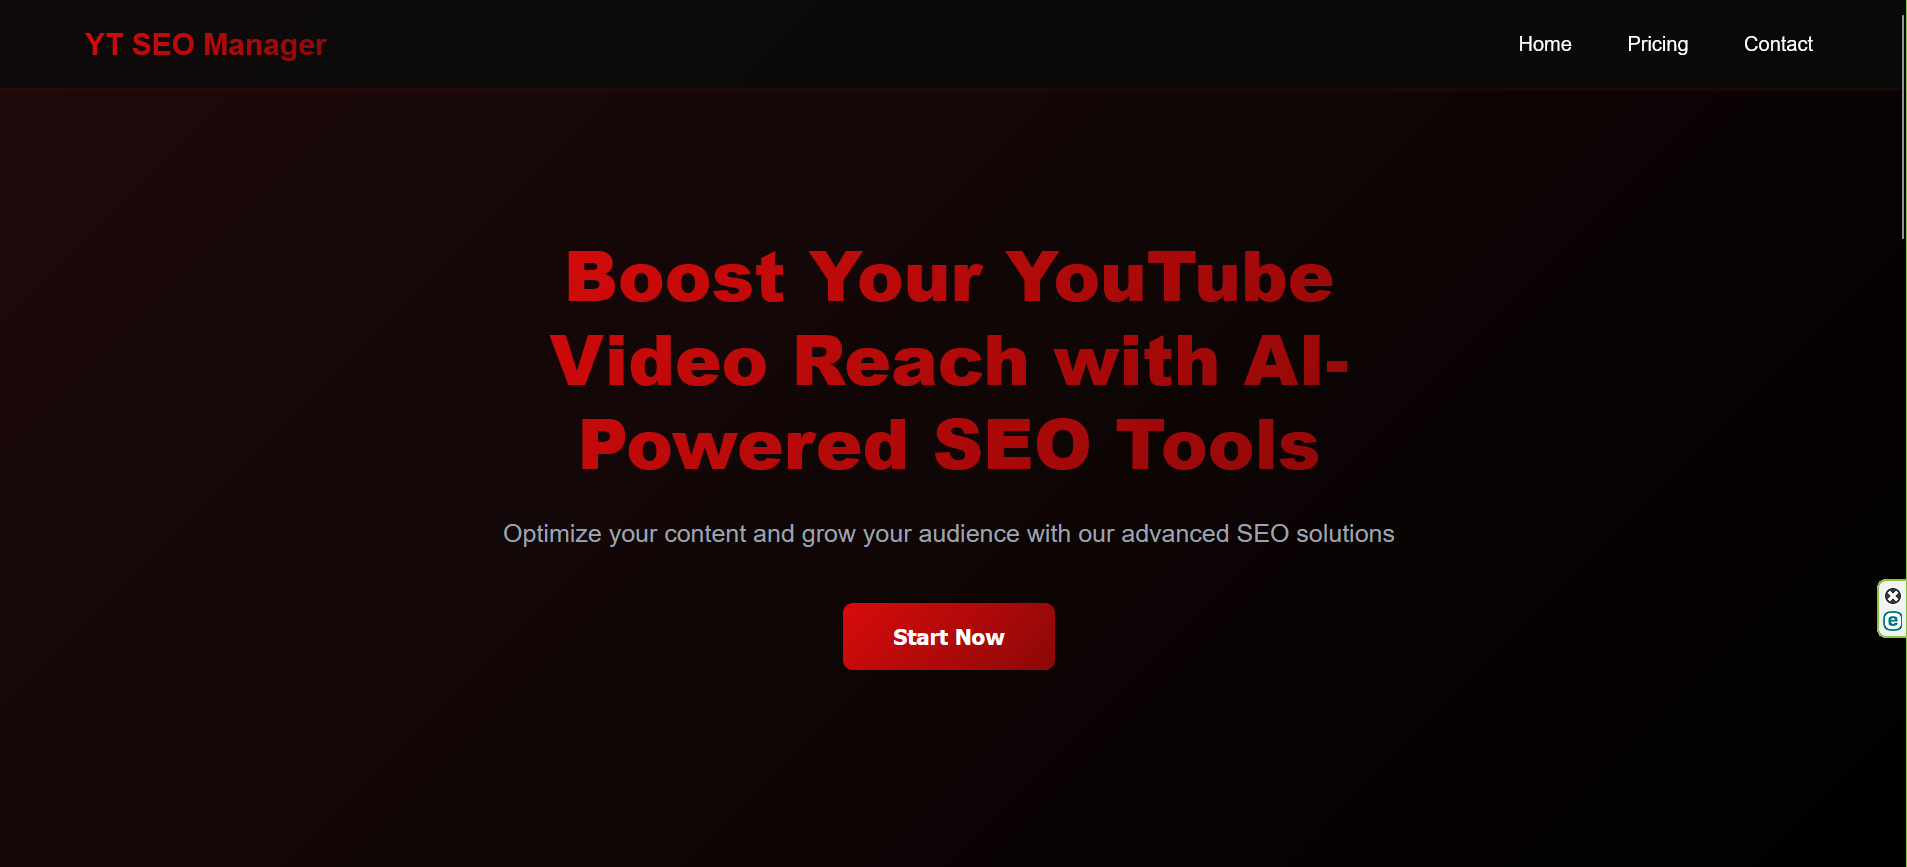 YT SEO Manager
Home
Pricing
Contact
Boost Your YouTube
Video Reach with AI-
Powered SEO Tools
Optimize your content and grow your audience with our advanced SEO solutions
Start Now
e